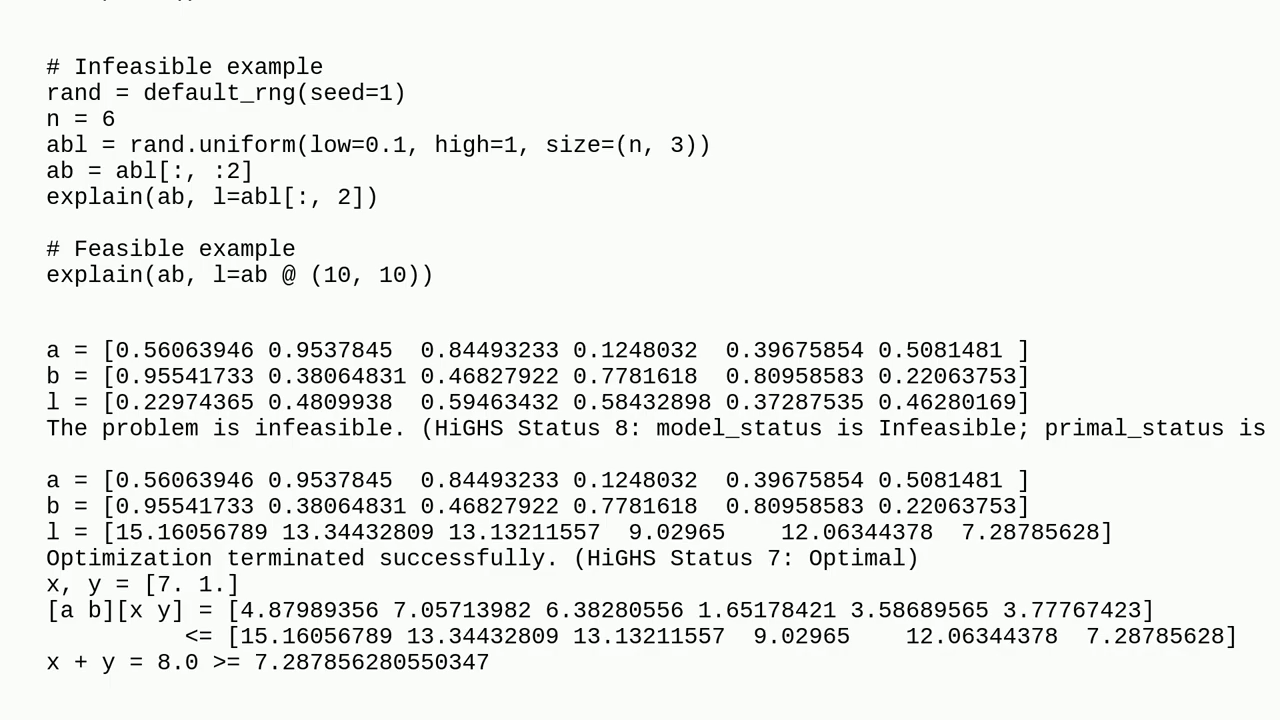 # Infeasible example
rand = default_rng(seed=1)
n = 6
abl = rand.uniform(low=0.1, high=1, size=(n, 3))
ab = abl[:, :2]
explain(ab, l=abl[:, 2])
# Feasible example
explain(ab, l=ab @ (10, 10))
a = [0.56063946 0.9537845  0.84493233 0.1248032  0.39675854 0.5081481 ]
b = [0.95541733 0.38064831 0.46827922 0.7781618  0.80958583 0.22063753]
l = [0.22974365 0.4809938  0.59463432 0.58432898 0.37287535 0.46280169]
The problem is infeasible. (HiGHS Status 8: model_status is Infeasible; primal_status is
a = [0.56063946 0.9537845  0.84493233 0.1248032  0.39675854 0.5081481 ]
b = [0.95541733 0.38064831 0.46827922 0.7781618  0.80958583 0.22063753]
l = [15.16056789 13.34432809 13.13211557  9.02965    12.06344378  7.28785628]
Optimization terminated successfully. (HiGHS Status 7: Optimal)
x, y = [7. 1.]
[a b][x y] = [4.87989356 7.05713982 6.38280556 1.65178421 3.58689565 3.77767423]
          <= [15.16056789 13.34432809 13.13211557  9.02965    12.06344378  7.28785628]
x + y = 8.0 >= 7.287856280550347